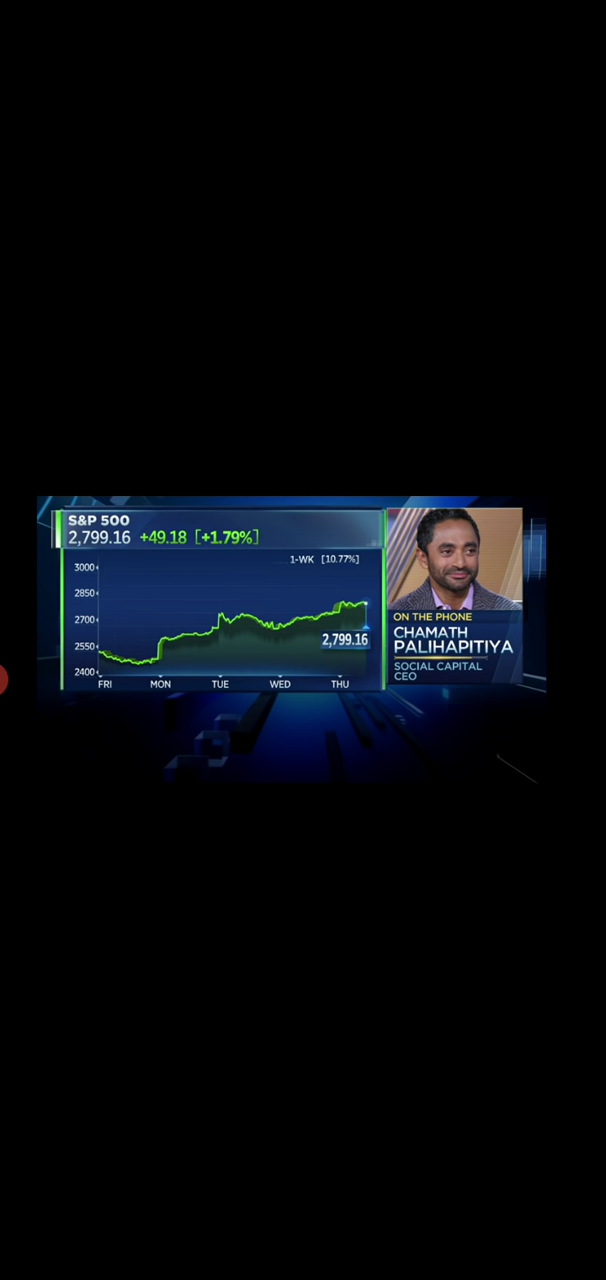 S&P 500
2,799.16 +49.18 [+1.79%]
1-WK [10.77%]
3000
2850
2700
2550
2400
2,799.16
FRI MON TUE WED THU
ON THE PHONE
CHAMATH
PALIHAPITIYA
SOCIAL CAPITAL
CEO